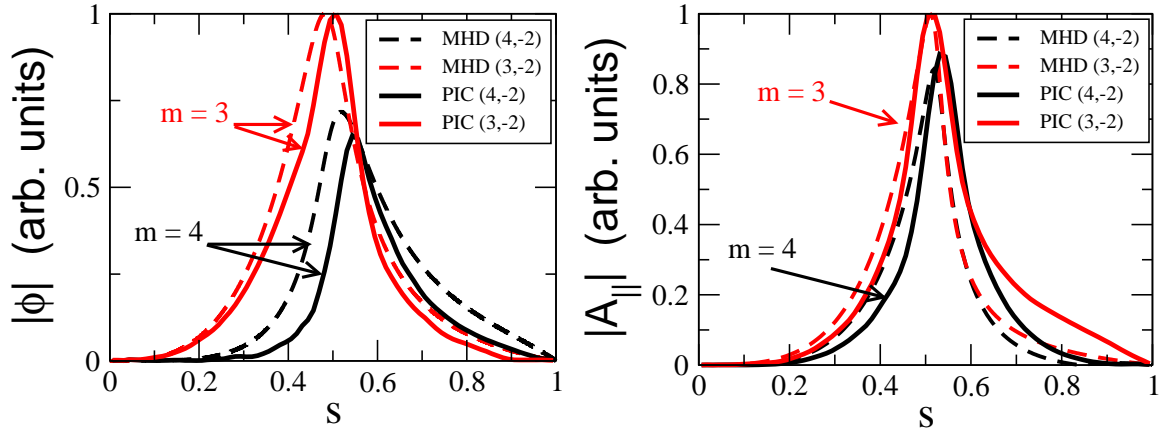 |ϕ| (arb. units)
1
0.5
0
0
0.2
0.4
0.6
0.8
1
s
MHD (4,-2)
MHD (3,-2)
PIC (4,-2)
PIC (3,-2)
m = 3
m = 4
|A_|||  (arb. units)
1
0.8
0.6
0.4
0.2
0
0
0.2
0.4
0.6
0.8
1
s
MHD (4,-2)
MHD (3,-2)
PIC (4,-2)
PIC (3,-2)
m = 3
m = 4